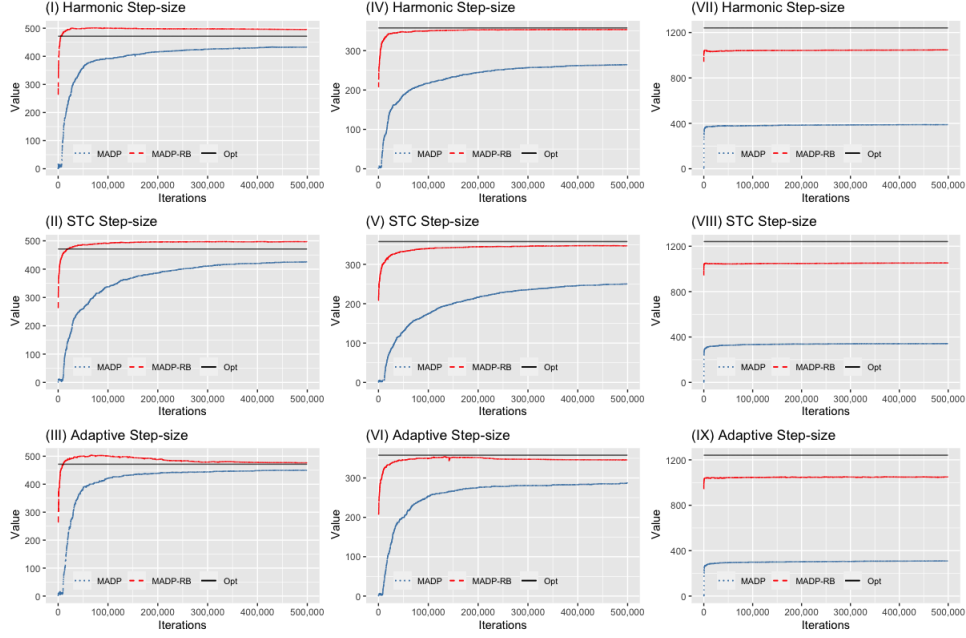 (I) Harmonic Step-size
Value
500
400
300
200
100
0
MADP MADP-RB Opt
0 100,000 200,000 300,000 400,000 500,000
Iterations
(IV) Harmonic Step-size
Value
300
200
100
0
MADP MADP-RB Opt
0 100,000 200,000 300,000 400,000 500,000
Iterations
(VII) Harmonic Step-size
Value
1200
800
400
0
MADP MADP-RB Opt
0 100,000 200,000 300,000 400,000 500,000
Iterations
(II) STC Step-size
Value
500
400
300
200
100
0
MADP MADP-RB Opt
0 100,000 200,000 300,000 400,000 500,000
Iterations
(V) STC Step-size
Value
300
200
100
0
MADP MADP-RB Opt
0 100,000 200,000 300,000 400,000 500,000
Iterations
(VIII) STC Step-size
Value
1200
800
400
0
MADP MADP-RB Opt
0 100,000 200,000 300,000 400,000 500,000
Iterations
(III) Adaptive Step-size
Value
500
400
300
200
100
0
MADP MADP-RB Opt
0 100,000 200,000 300,000 400,000 500,000
Iterations
(VI) Adaptive Step-size
Value
300
200
100
0
MADP MADP-RB Opt
0 100,000 200,000 300,000 400,000 500,000
Iterations
(IX) Adaptive Step-size
Value
1200
800
400
0
MADP MADP-RB Opt
0 100,000 200,000 300,000 400,000 500,000
Iterations